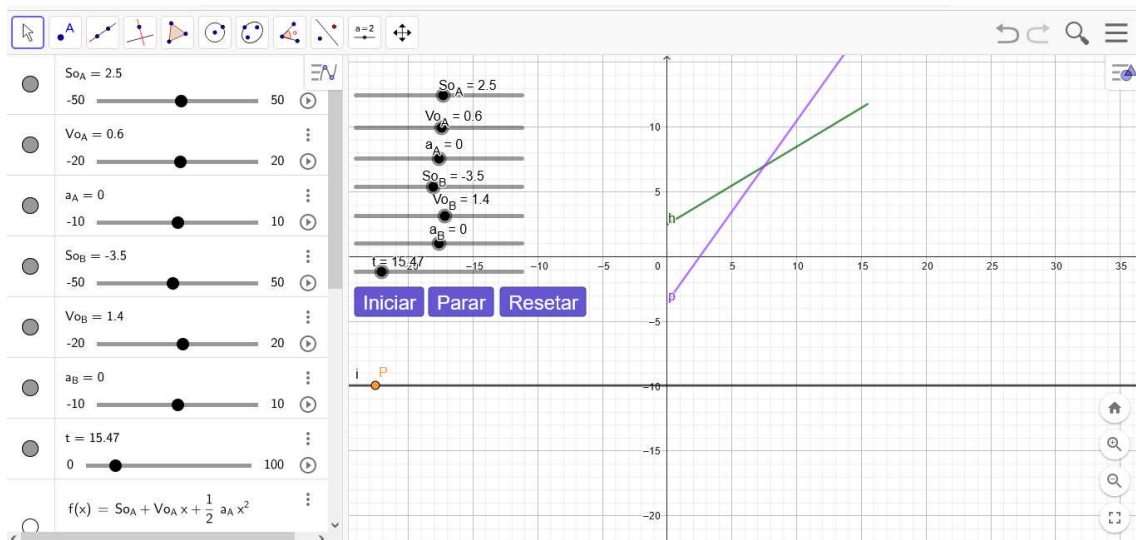 A
a=2
So_A = 2.5
-50 50
Vo_A = 0.6
-20 20
a_A = 0
-10 10
So_B = -3.5
-50 50
Vo_B = 1.4
-20 20
a_B = 0
-10 10
t = 15.47
0 100
f(x) = So_A + Vo_A x + 1/2 a_A x²
So_A = 2.5
Vo_A = 0.6
a_A = 0
So_B = -3.5
Vo_B = 1.4
a_B = 0
t = 15.47
Iniciar Parar Resetar
10
5
h
-20 -15 -10 -5 0 5 10 15 20 25 30 35
p
-5
i P
-10
-15
-20